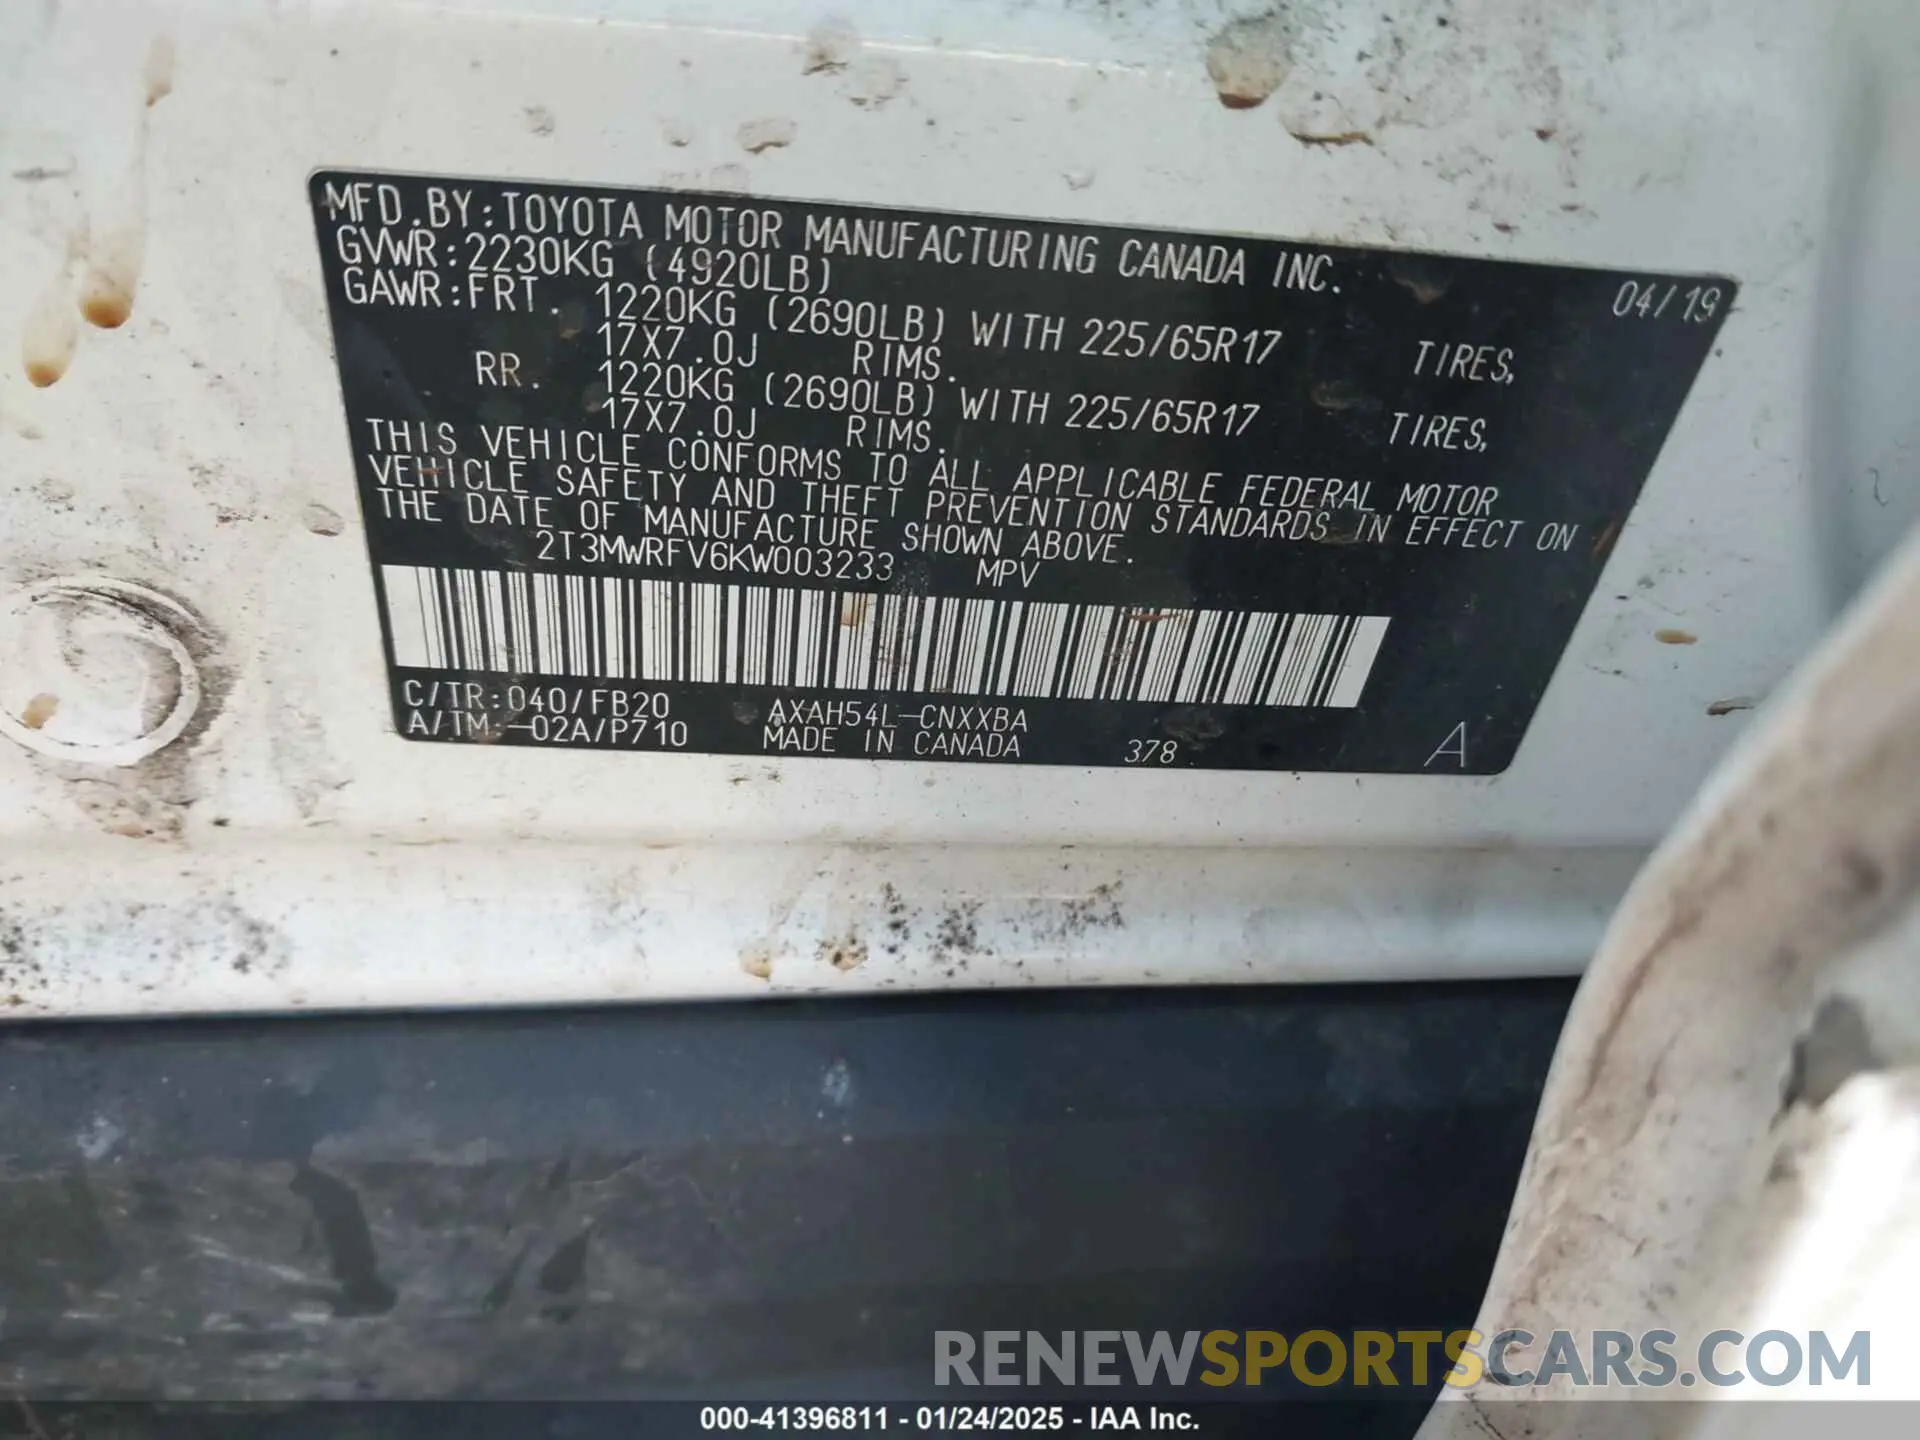 MFD.BY:TOYOTA MOTOR MANUFACTURING CANADA INC. 04/19
GVWR:2230KG (4920LB)
GAWR:FRT. 1220KG (2690LB) WITH 225/65R17 TIRES,
17X7.0J RIMS.
RR. 1220KG (2690LB) WITH 225/65R17 TIRES,
17X7.0J RIMS.
THIS VEHICLE CONFORMS TO ALL APPLICABLE FEDERAL MOTOR
VEHICLE SAFETY AND THEFT PREVENTION STANDARDS IN EFFECT ON
THE DATE OF MANUFACTURE SHOWN ABOVE.
2T3MWRFV6KW003233 MPV
C/TR:040/FB20 AXAH54L-CNXXBA
A/TM:-02A/P710 MADE IN CANADA 378 A
RENEWSPORTSCARS.COM
000-41396811 - 01/24/2025 - IAA Inc.